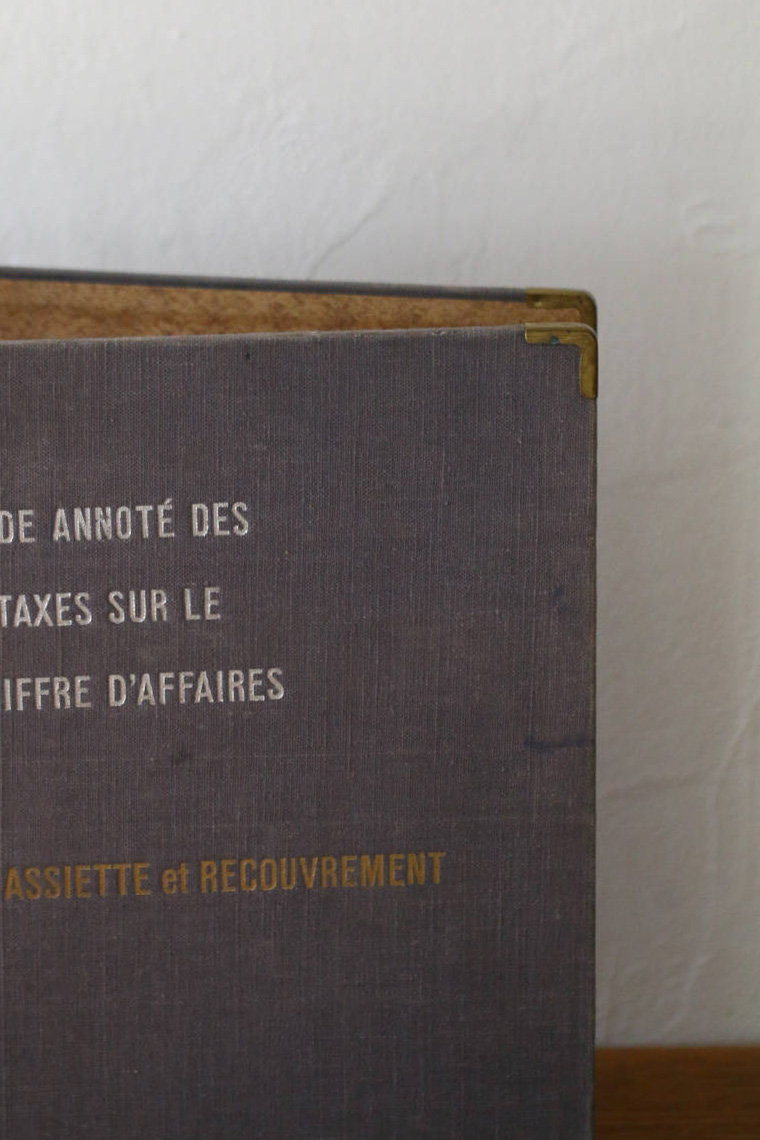 DE ANNOTÉ DES
TAXES SUR LE
IFFRE D'AFFAIRES
ASSIETTE et RECOUVREMENT